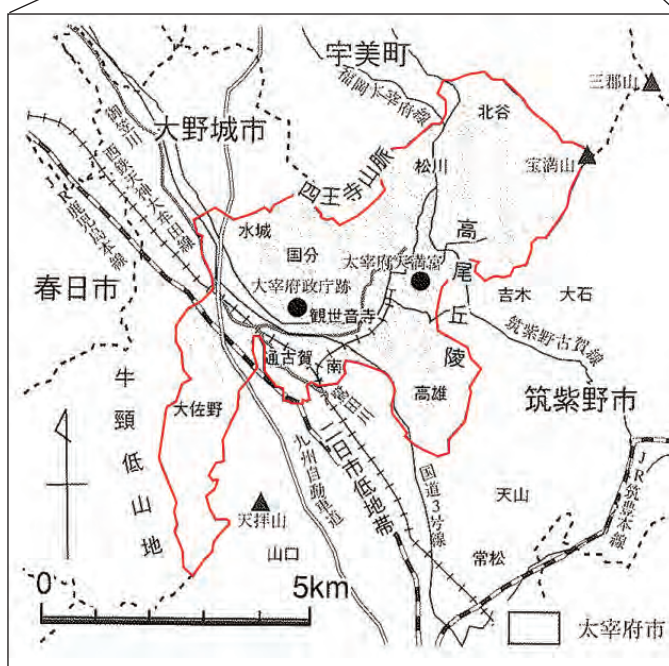 宇美町
三郡山
福岡太宰府線
北谷
御笠川
大野城市
四王寺山脈
松川
宝満山
西鉄天神大牟田線
JR鹿児島本線
水城
国分
高尾丘陵
太宰府天満宮
大宰府政庁跡
春日市
吉木
大石
観世音寺
筑紫野古賀線
通古賀
南
牛頸低山地
大佐野
高雄
鷺田川
筑紫野市
二日市低地帯
九州自動車道
国道3号線
JR筑豊本線
天拝山
天山
山口
常松
0
5km
太宰府市